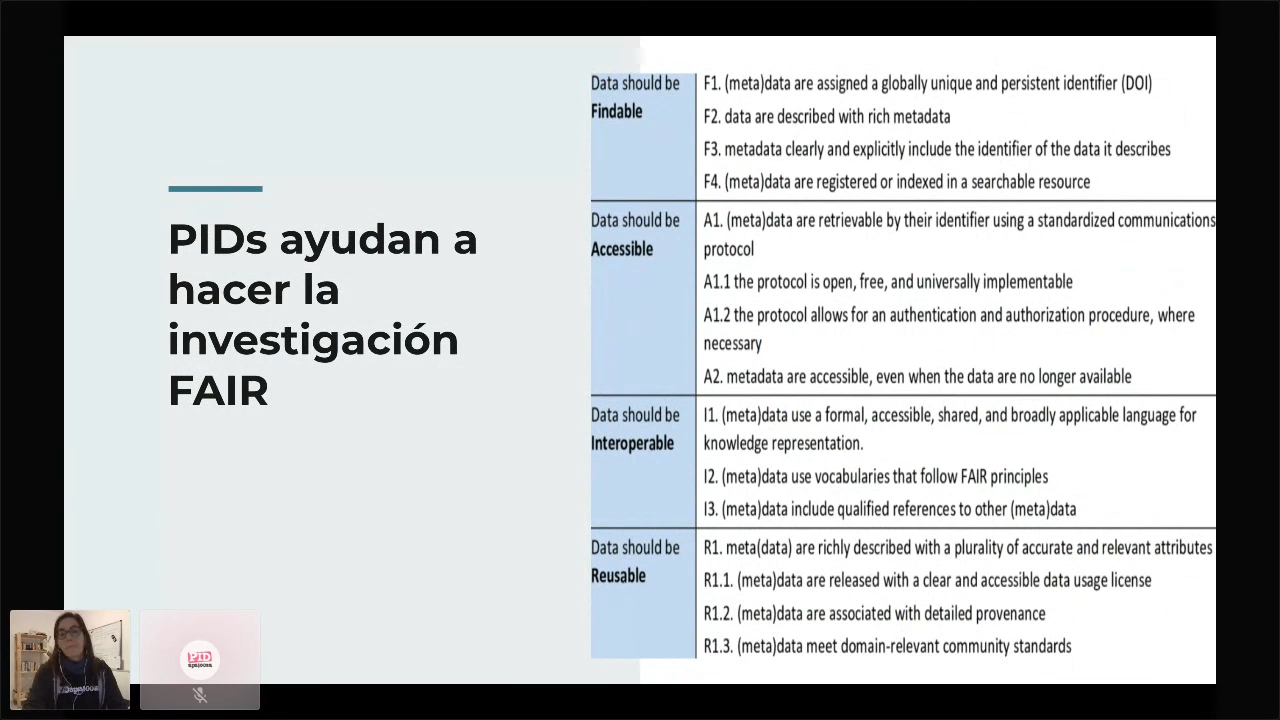 PIDs ayudan a
hacer la
investigación
FAIR
Data should be
Findable
F1. (meta)data are assigned a globally unique and persistent identifier (DOI)
F2. data are described with rich metadata
F3. metadata clearly and explicitly include the identifier of the data it describes
F4. (meta)data are registered or indexed in a searchable resource
Data should be
Accessible
A1. (meta)data are retrievable by their identifier using a standardized communications
protocol
A1.1 the protocol is open, free, and universally implementable
A1.2 the protocol allows for an authentication and authorization procedure, where
necessary
A2. metadata are accessible, even when the data are no longer available
Data should be
Interoperable
I1. (meta)data use a formal, accessible, shared, and broadly applicable language for
knowledge representation.
I2. (meta)data use vocabularies that follow FAIR principles
I3. (meta)data include qualified references to other (meta)data
Data should be
Reusable
R1. meta(data) are richly described with a plurality of accurate and relevant attributes
R1.1. (meta)data are released with a clear and accessible data usage license
R1.2. (meta)data are associated with detailed provenance
R1.3. (meta)data meet domain-relevant community standards
PID
apalooza